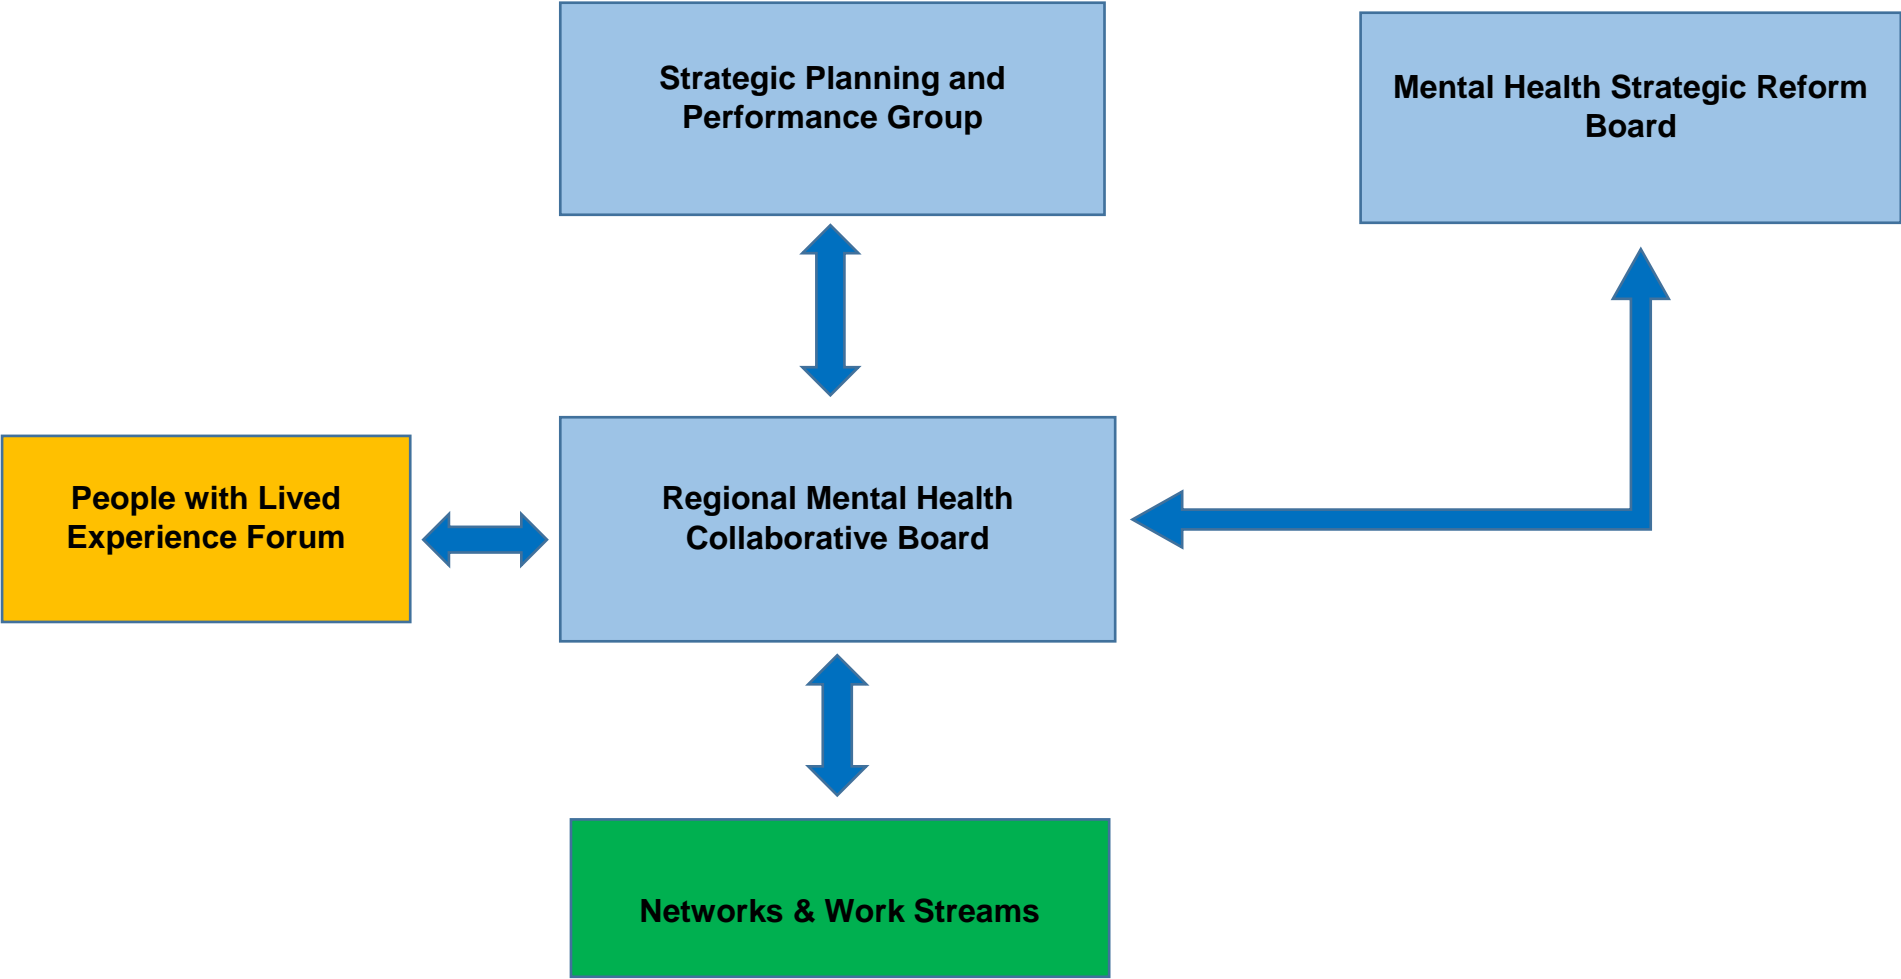 Strategic Planning and
Performance Group
Mental Health Strategic Reform
Board
People with Lived
Experience Forum
Regional Mental Health
Collaborative Board
Networks & Work Streams